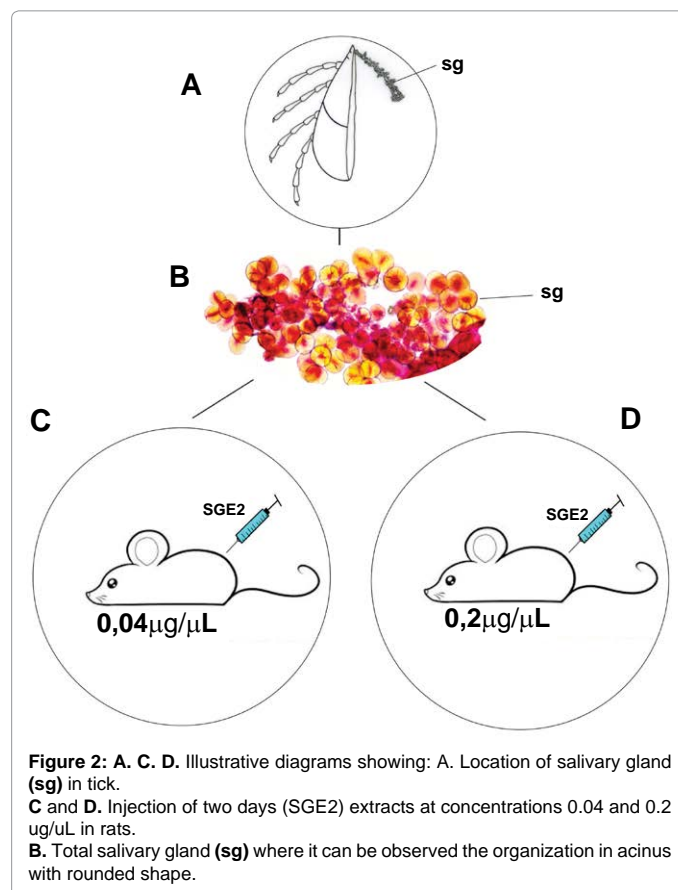 sg
A
B
sg
C
D
SGE2
SGE2
0,04μg/μL
0,2μg/μL
Figure 2: A. C. D. Illustrative diagrams showing: A. Location of salivary gland
(sg) in tick.
C and D. Injection of two days (SGE2) extracts at concentrations 0.04 and 0.2
ug/uL in rats.
B. Total salivary gland (sg) where it can be observed the organization in acinus
with rounded shape.